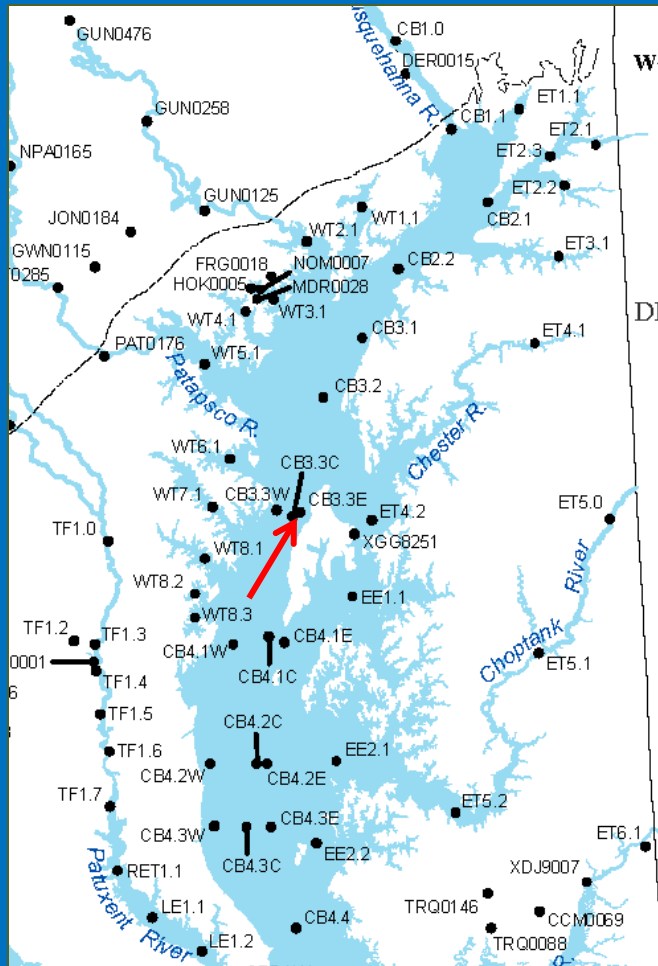 CB1.0
GUN0476
usquehanna R.
W
DER0015
ET1.1
GUN0258
CB1.1
ET2.1
ET2.3
NPA0165
ET2.2
GUN0125
WT1.1
CB2.1
JON0184
WT2.1
GWN0115
ET3.1
FRG0018
NOM0007
CB2.2
0285
HOK0005
MDR0028
WT4.1
WT3.1
DI
CB3.1
ET4.1
PAT0176
WT5.1
Patapsco R.
CB3.2
Chester R.
WT6.1
CB3.3C
WT7.1
CB3.3W
CB3.3E
ET5.0
ET4.2
TF1.0
XGG8251
WT8.1
River
WT8.2
EE1.1
WT8.3
TF1.2
TF1.3
CB4.1W
CB4.1E
Choptank
0001
ET5.1
TF1.4
CB4.1C
6
TF1.5
CB4.2C
TF1.6
EE2.1
CB4.2W
CB4.2E
TF1.7
ET5.2
CB4.3W
CB4.3E
ET6.1
EE2.2
CB4.3C
RET1.1
XDJ9007
Patuxent River
LE1.1
TRQ0146
CB4.4
CCM0069
LE1.2
TRQ0088